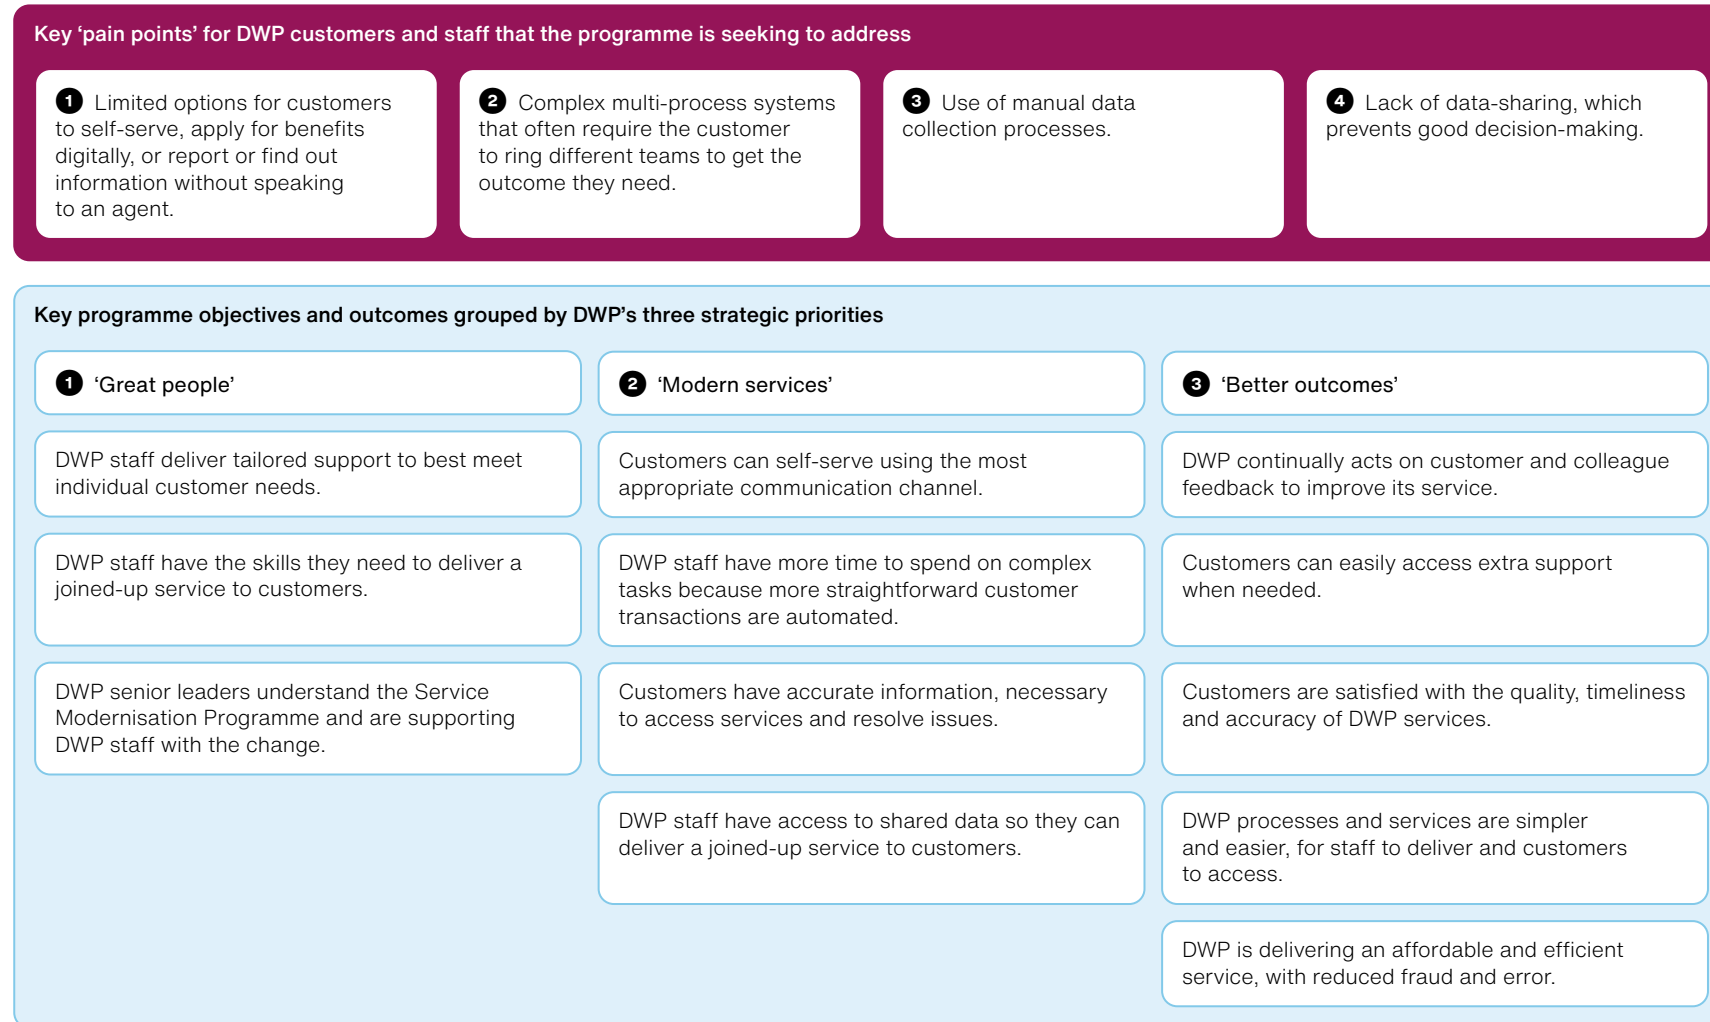 Key ‘pain points’ for DWP customers and staff that the programme is seeking to address
1 Limited options for customers
to self-serve, apply for benefits
digitally, or report or find out
information without speaking
to an agent.
2 Complex multi-process systems
that often require the customer
to ring different teams to get the
outcome they need.
3 Use of manual data
collection processes.
4 Lack of data-sharing, which
prevents good decision-making.
Key programme objectives and outcomes grouped by DWP’s three strategic priorities
1 ‘Great people’
DWP staff deliver tailored support to best meet
individual customer needs.
DWP staff have the skills they need to deliver a
joined-up service to customers.
DWP senior leaders understand the Service
Modernisation Programme and are supporting
DWP staff with the change.
2 ‘Modern services’
Customers can self-serve using the most
appropriate communication channel.
DWP staff have more time to spend on complex
tasks because more straightforward customer
transactions are automated.
Customers have accurate information, necessary
to access services and resolve issues.
DWP staff have access to shared data so they can
deliver a joined-up service to customers.
3 ‘Better outcomes’
DWP continually acts on customer and colleague
feedback to improve its service.
Customers can easily access extra support
when needed.
Customers are satisfied with the quality, timeliness
and accuracy of DWP services.
DWP processes and services are simpler
and easier, for staff to deliver and customers
to access.
DWP is delivering an affordable and efficient
service, with reduced fraud and error.